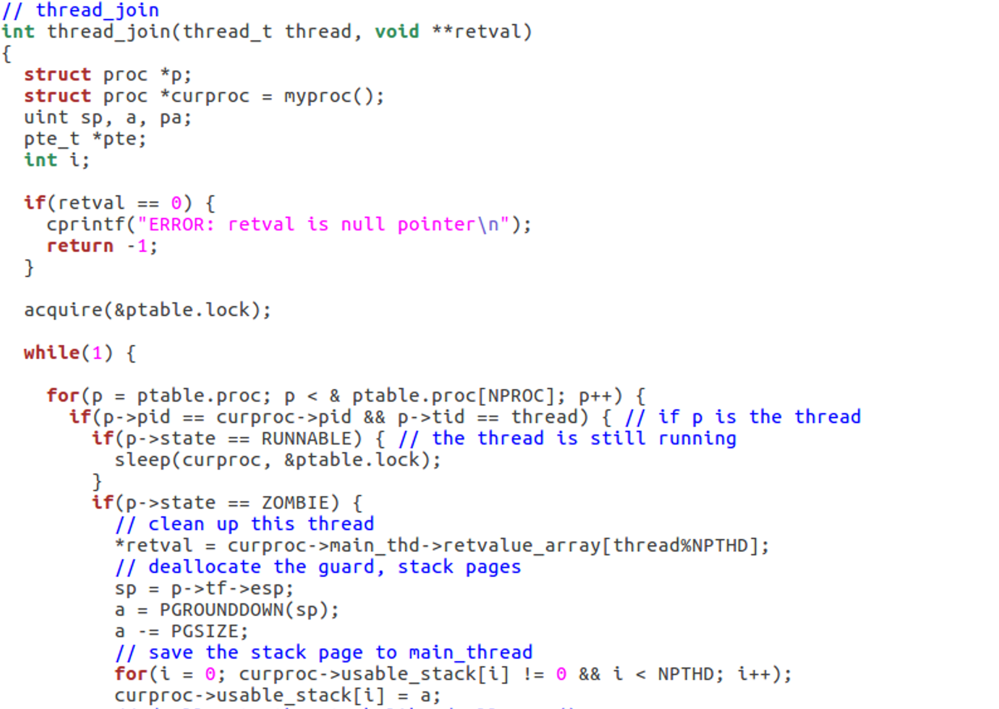 // thread_join
int thread_join(thread_t thread, void **retval)
{
  struct proc *p;
  struct proc *curproc = myproc();
  uint sp, a, pa;
  pte_t *pte;
  int i;

  if(retval == 0) {
    cprintf("ERROR: retval is null pointer\n");
    return -1;
  }

  acquire(&ptable.lock);

  while(1) {

    for(p = ptable.proc; p < & ptable.proc[NPROC]; p++) {
      if(p->pid == curproc->pid && p->tid == thread) { // if p is the thread
        if(p->state == RUNNABLE) { // the thread is still running
          sleep(curproc, &ptable.lock);
        }
        if(p->state == ZOMBIE) {
          // clean up this thread
          *retval = curproc->main_thd->retvalue_array[thread%NPTHD];
          // deallocate the guard, stack pages
          sp = p->tf->esp;
          a = PGROUNDDOWN(sp);
          a -= PGSIZE;
          // save the stack page to main_thread
          for(i = 0; curproc->usable_stack[i] != 0 && i < NPTHD; i++);
          curproc->usable_stack[i] = a;